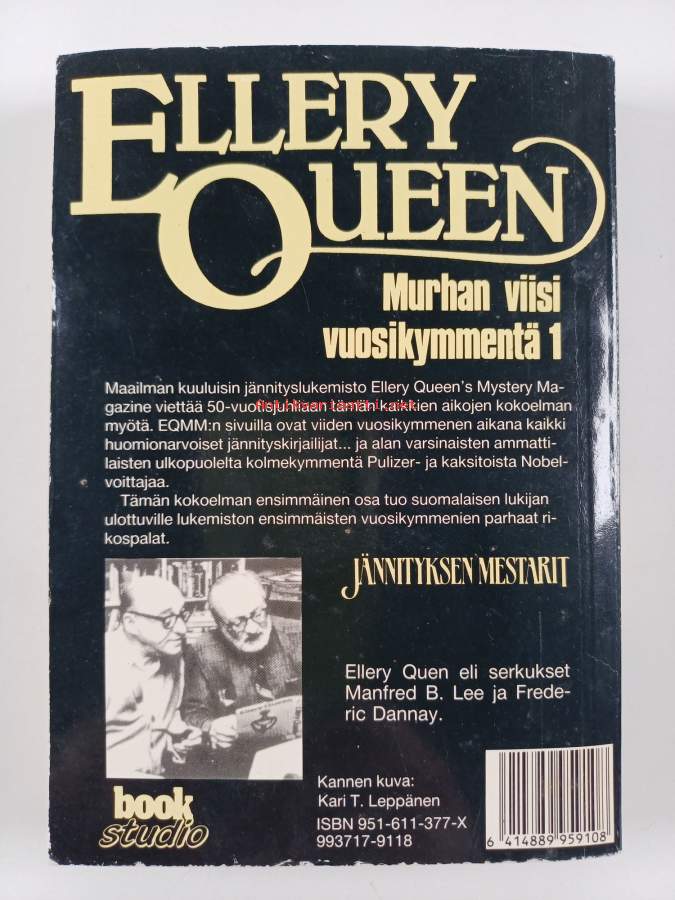 ELLERY
QUEEN
Murhan viisi
vuosikymmentä 1
Maailman kuuluisin jännityslukemisto Ellery Queen's Mystery Ma-
gazine viettää 50-vuotisjuhliaan tämän kaikkien aikojen kokoelman
myötä. EQMM:n sivuilla ovat viiden vuosikymmenen aikana kaikki
huomionarvoiset jännityskirjailijat... ja alan varsinaisten ammatti-
laisten ulkopuolelta kolmekymmentä Pulizer- ja kaksitoista Nobel-
voittajaa.
Tämän kokoelman ensimmäinen osa tuo suomalaisen lukijan
ulottuville lukemiston ensimmäisten vuosikymmenien parhaat ri-
kospalat.
JÄNNITYKSEN MESTARIT
Ellery Quen eli serkukset
Manfred B. Lee ja Frede-
ric Dannay.
book
studio
Kannen kuva:
Kari T. Leppänen
ISBN 951-611-377-X
993717-9118
6 414889 959108